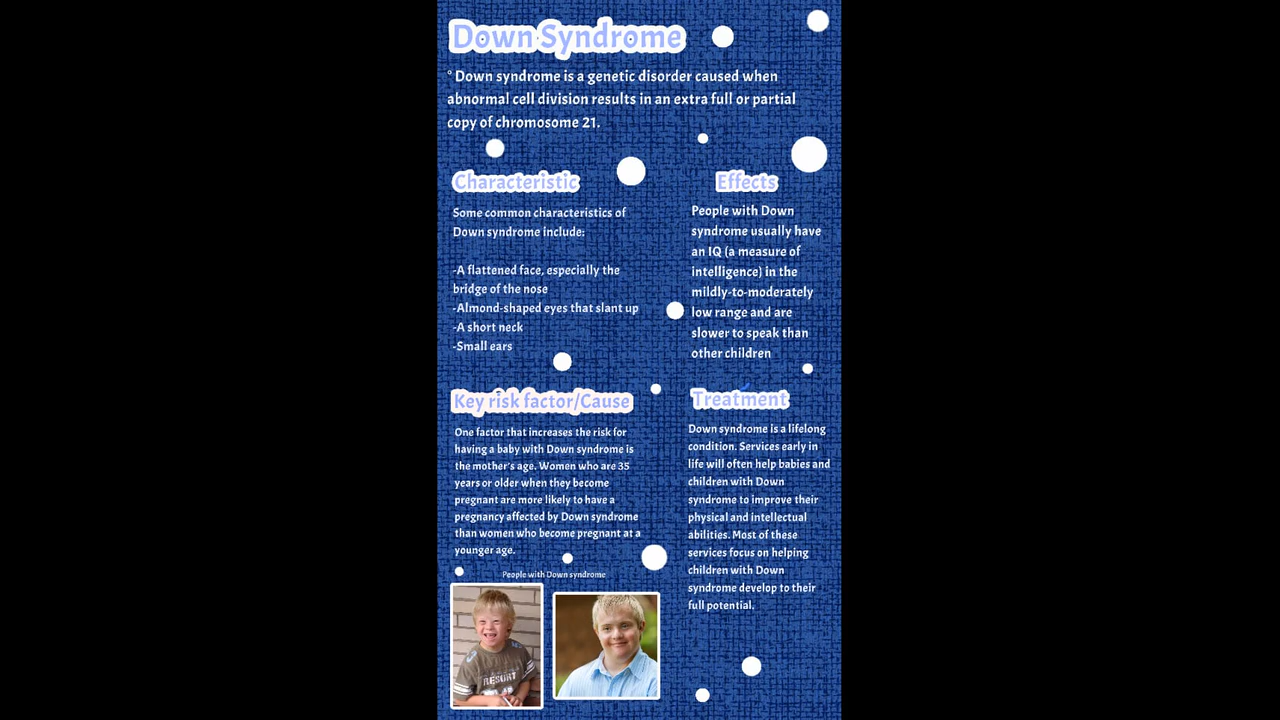 Down Syndrome
° Down syndrome is a genetic disorder caused when
abnormal cell division results in an extra full or partial
copy of chromosome 21.
Characteristic
Some common characteristics of
Down syndrome include:
-A flattened face, especially the
bridge of the nose
-Almond-shaped eyes that slant up
-A short neck
-Small ears
Effects
People with Down
syndrome usually have
an IQ (a measure of
intelligence) in the
mildly-to-moderately
low range and are
slower to speak than
other children
Key risk factor/Cause
One factor that increases the risk for
having a baby with Down syndrome is
the mother's age. Women who are 35
years or older when they become
pregnant are more likely to have a
pregnancy affected by Down syndrome
than women who become pregnant at a
younger age.
Treatment
Down syndrome is a lifelong
condition. Services early in
life will often help babies and
children with Down
syndrome to improve their
physical and intellectual
abilities. Most of these
services focus on helping
children with Down
syndrome develop to their
full potential.
People with Down syndrome
RESORT